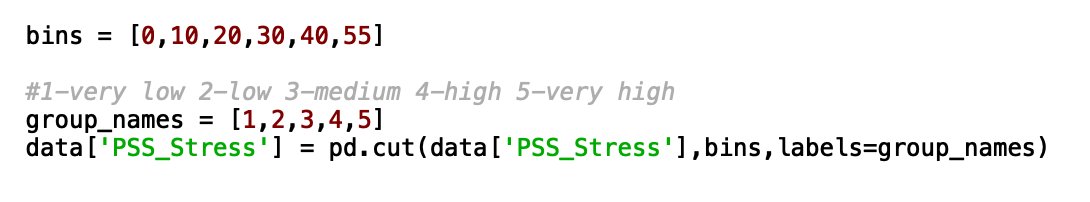 bins = [0,10,20,30,40,55]
#1-very low 2-low 3-medium 4-high 5-very high
group_names = [1,2,3,4,5]
data['PSS_Stress'] = pd.cut(data['PSS_Stress'],bins,labels=group_names)